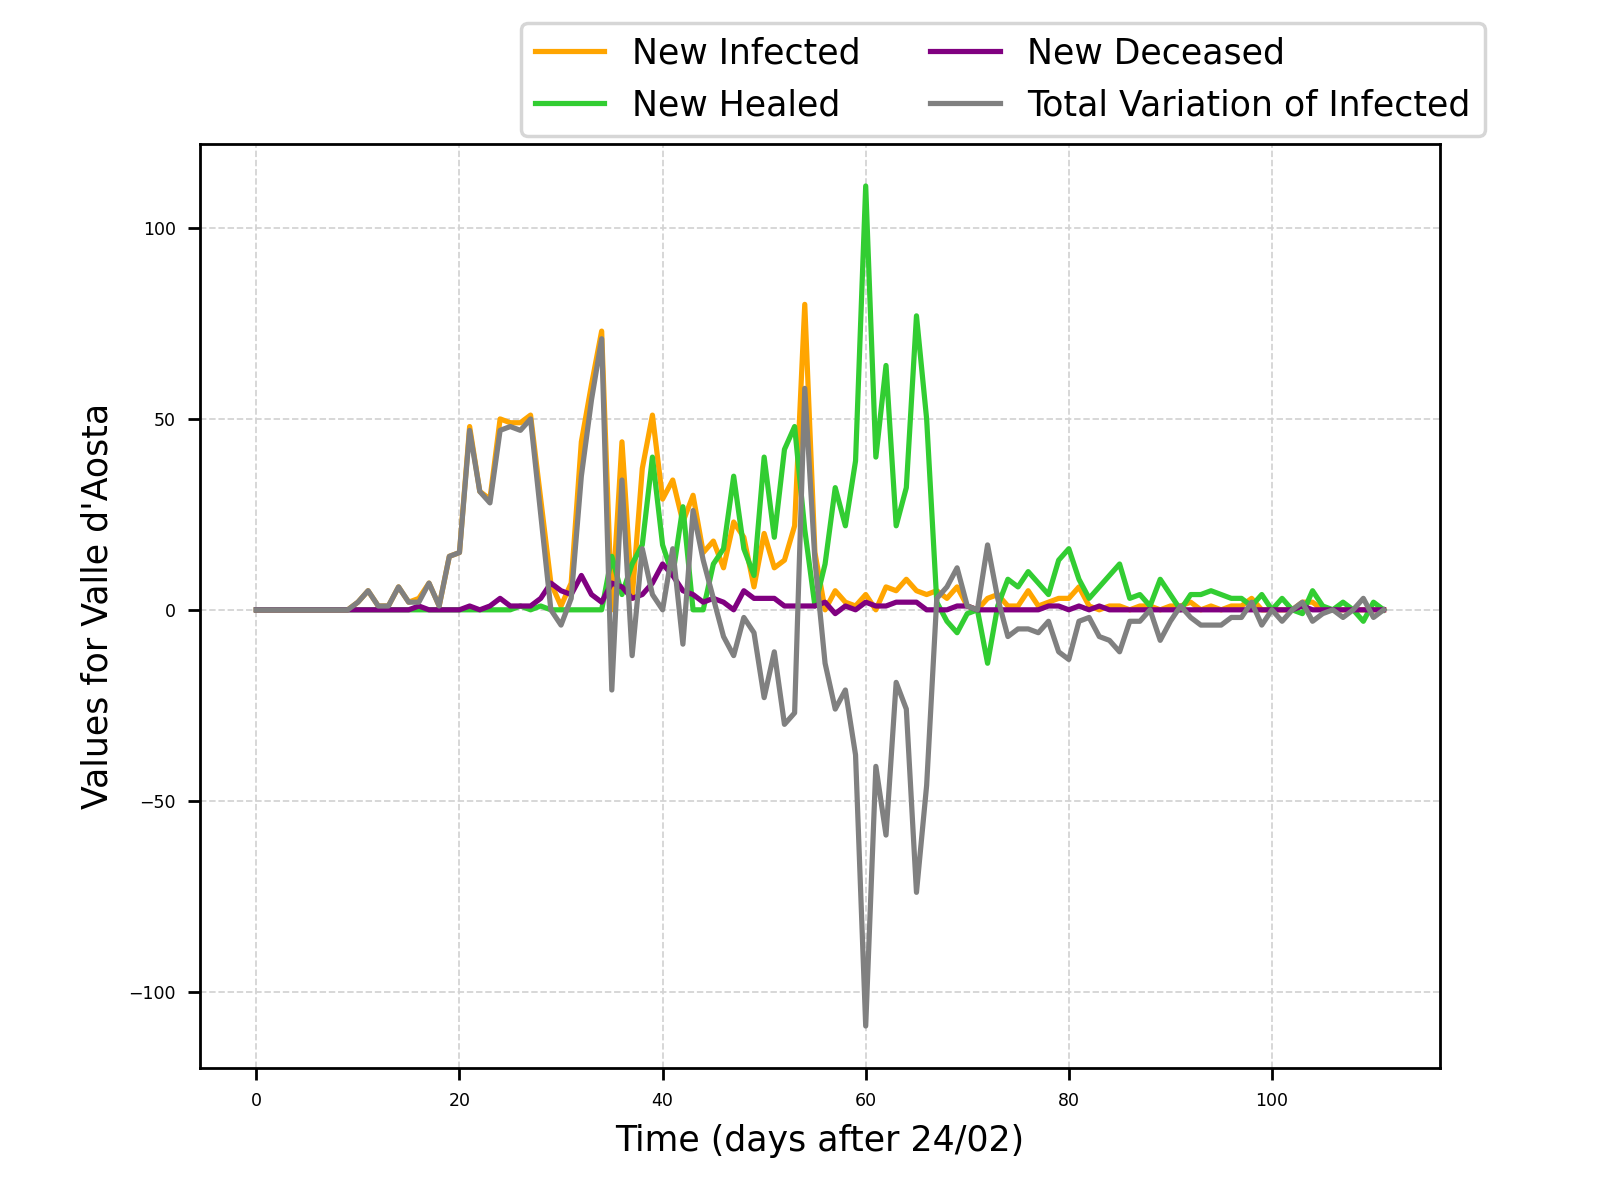 New Infected
New Healed
New Deceased
Total Variation of Infected
100
50
0
−50
−100
Values for Valle d'Aosta
0 20 40 60 80 100
Time (days after 24/02)